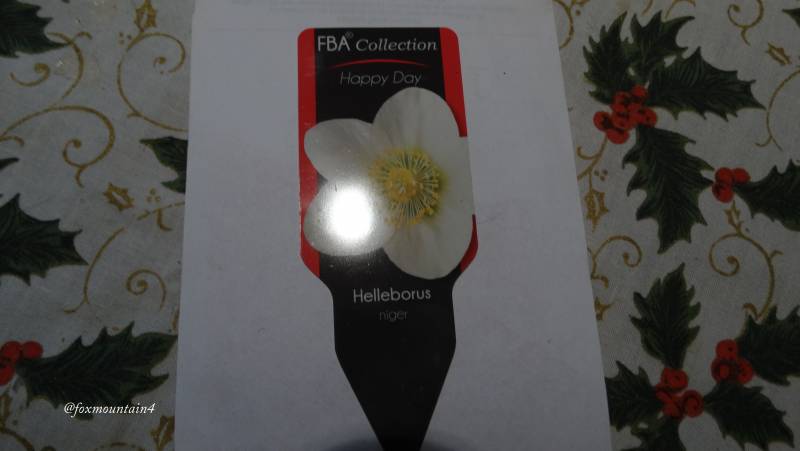 FBA® Collection
Happy Day
Helleborus
niger
@foxmountain4